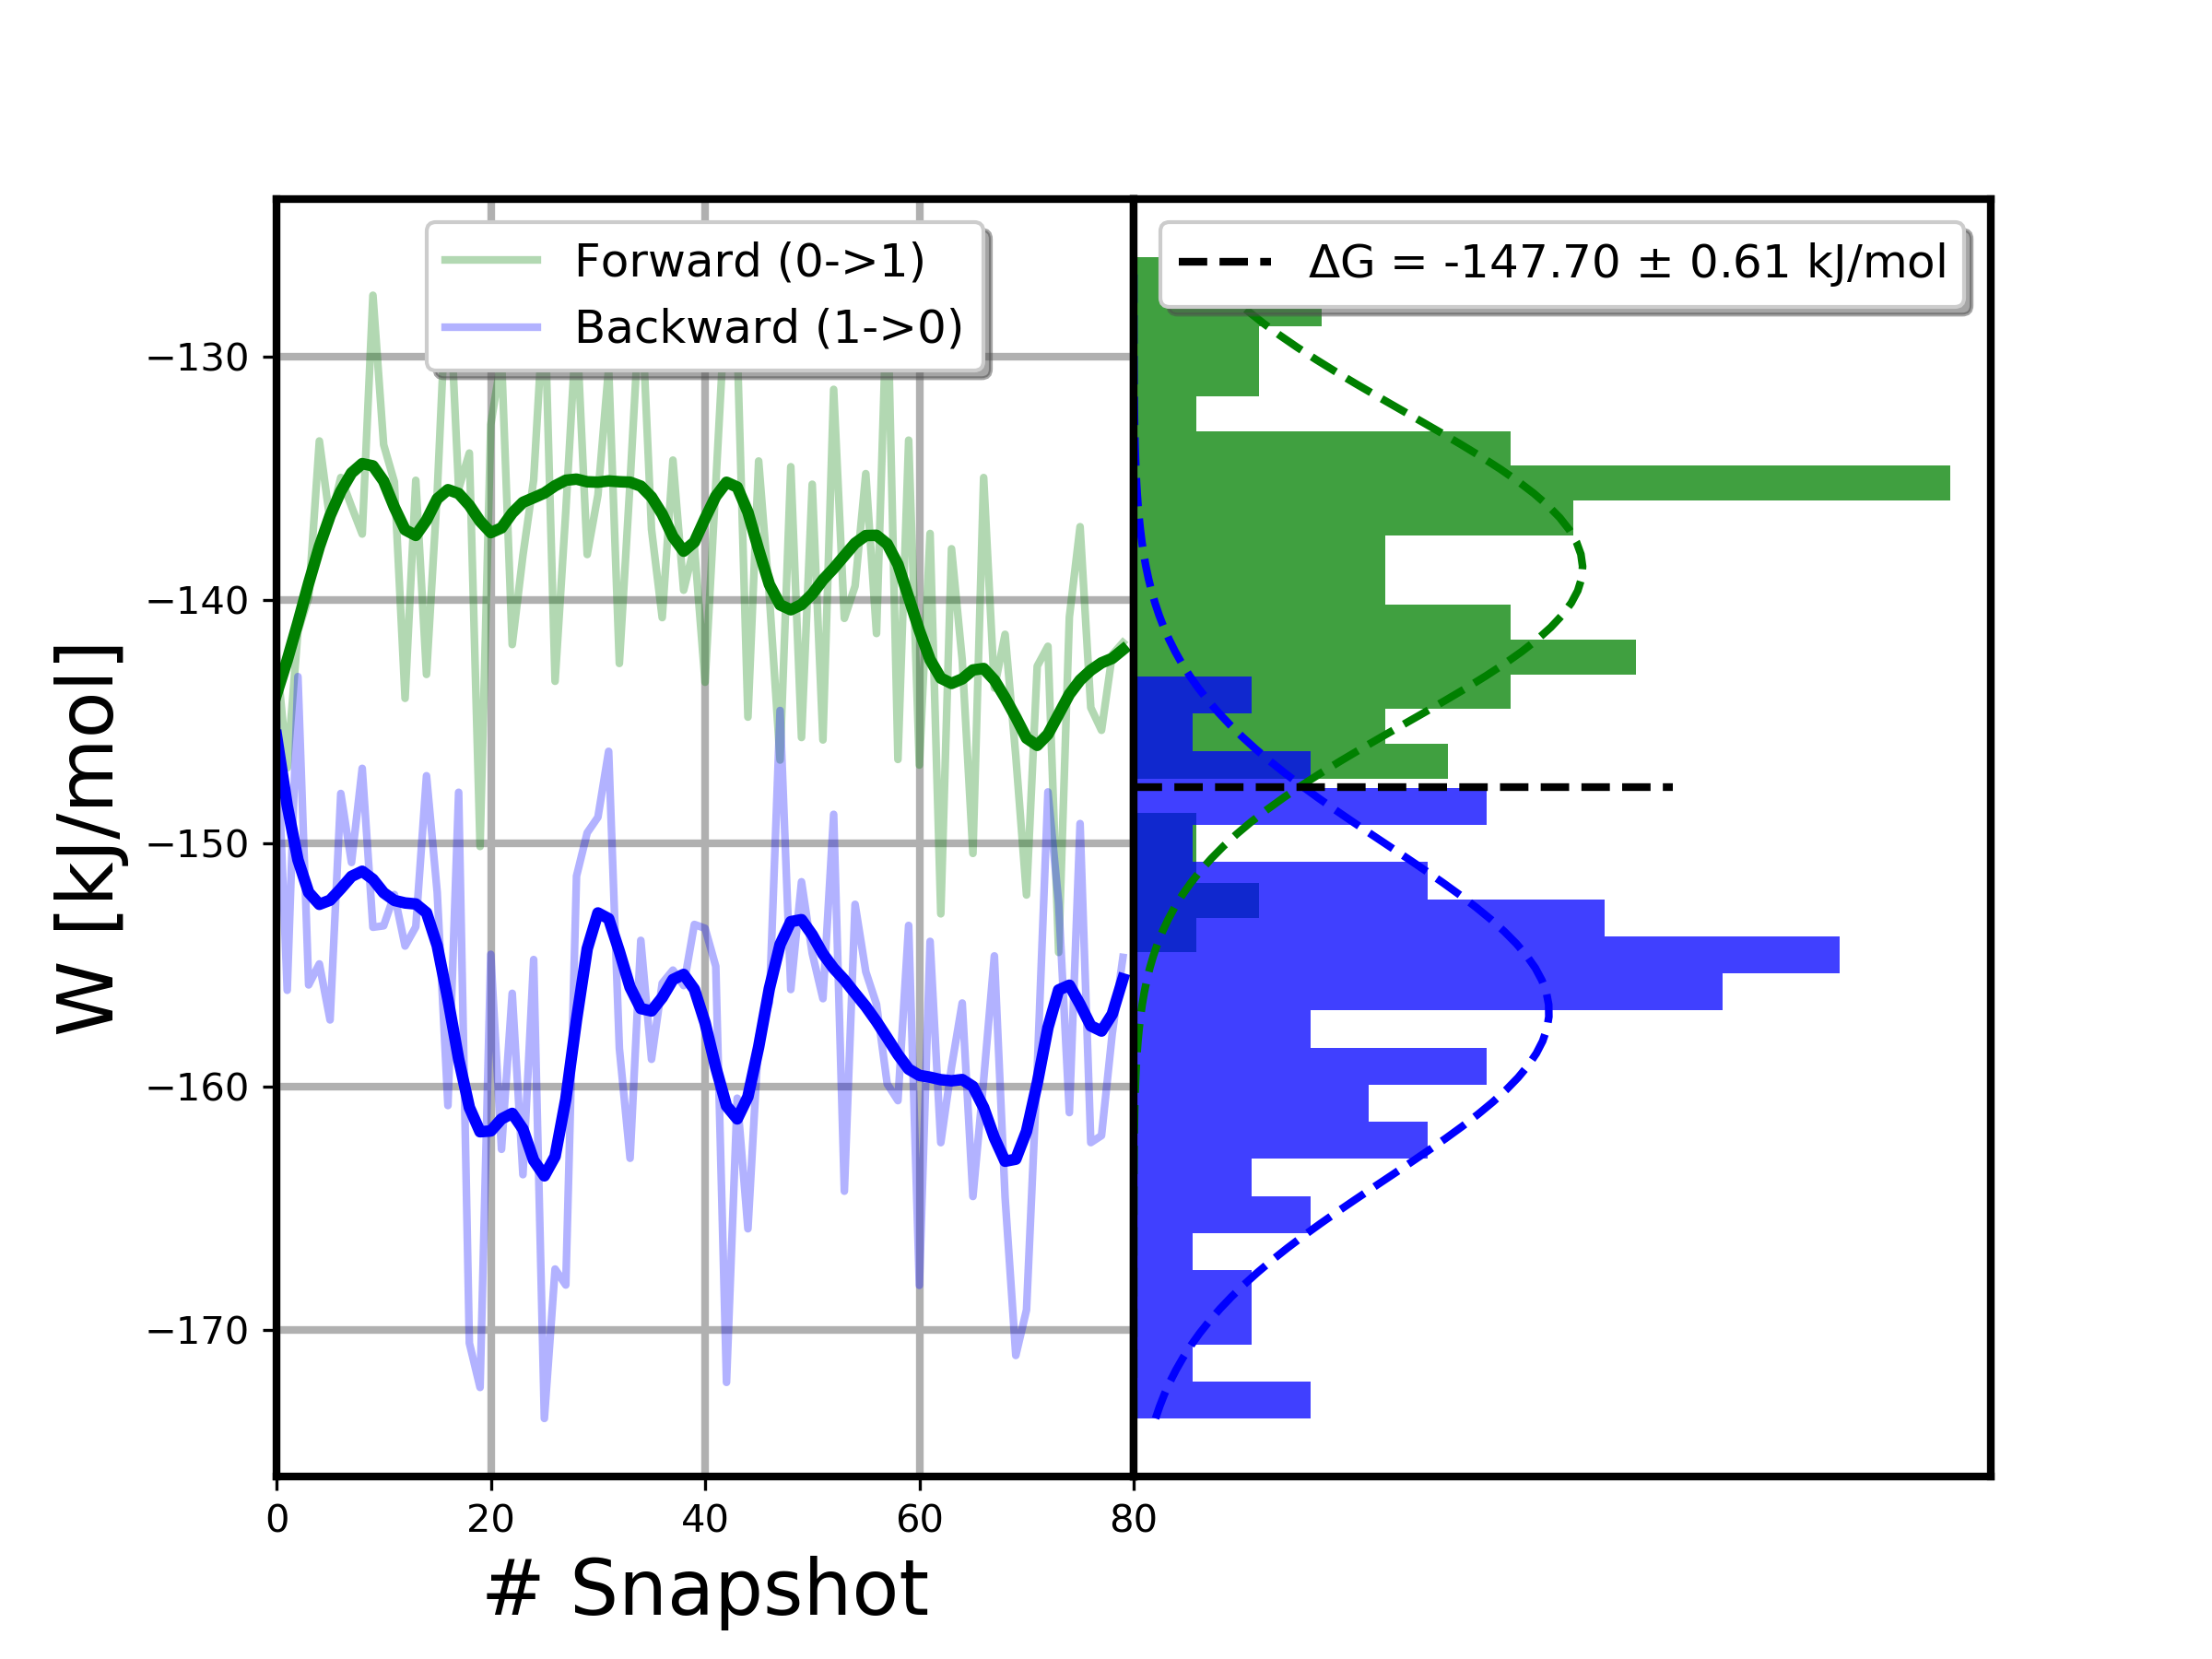 Forward (0->1)
Backward (1->0)
ΔG = -147.70 ± 0.61 kJ/mol
−130
−140
−150
−160
−170
W [kJ/mol]
0 20 40 60 80
# Snapshot